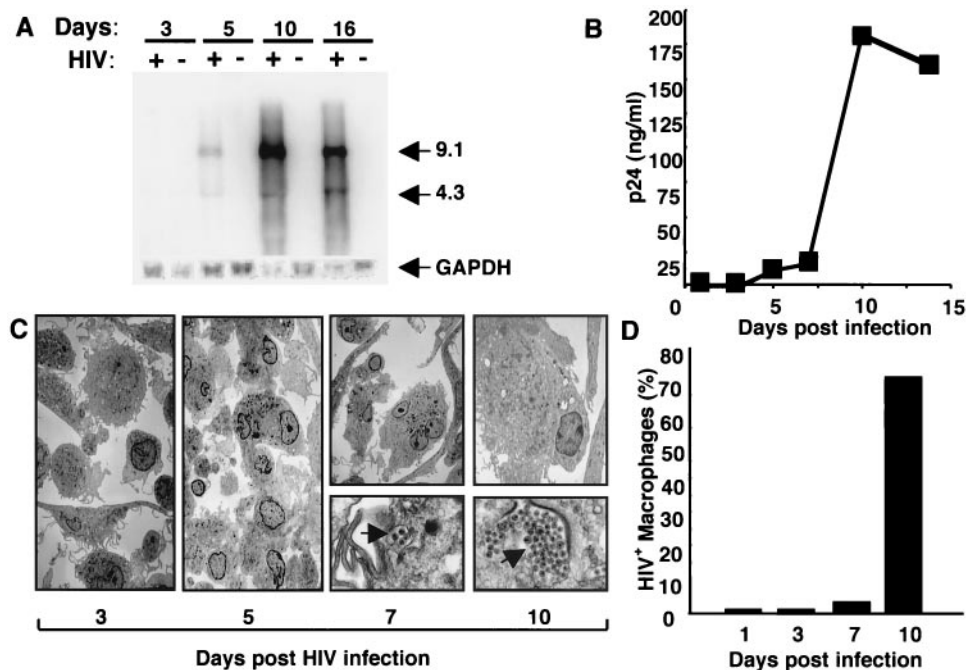 A
Days: 3 5 10 16
HIV: + - + - + - + -
9.1
4.3
GAPDH
B
p24 (ng/ml)
200
175
150
125
100
75
50
25
0 5 10 15
Days post infection
C
3 5 7 10
Days post HIV infection
D
HIV+ Macrophages (%)
70
60
50
40
30
20
10
0
1 3 7 10
Days post infection